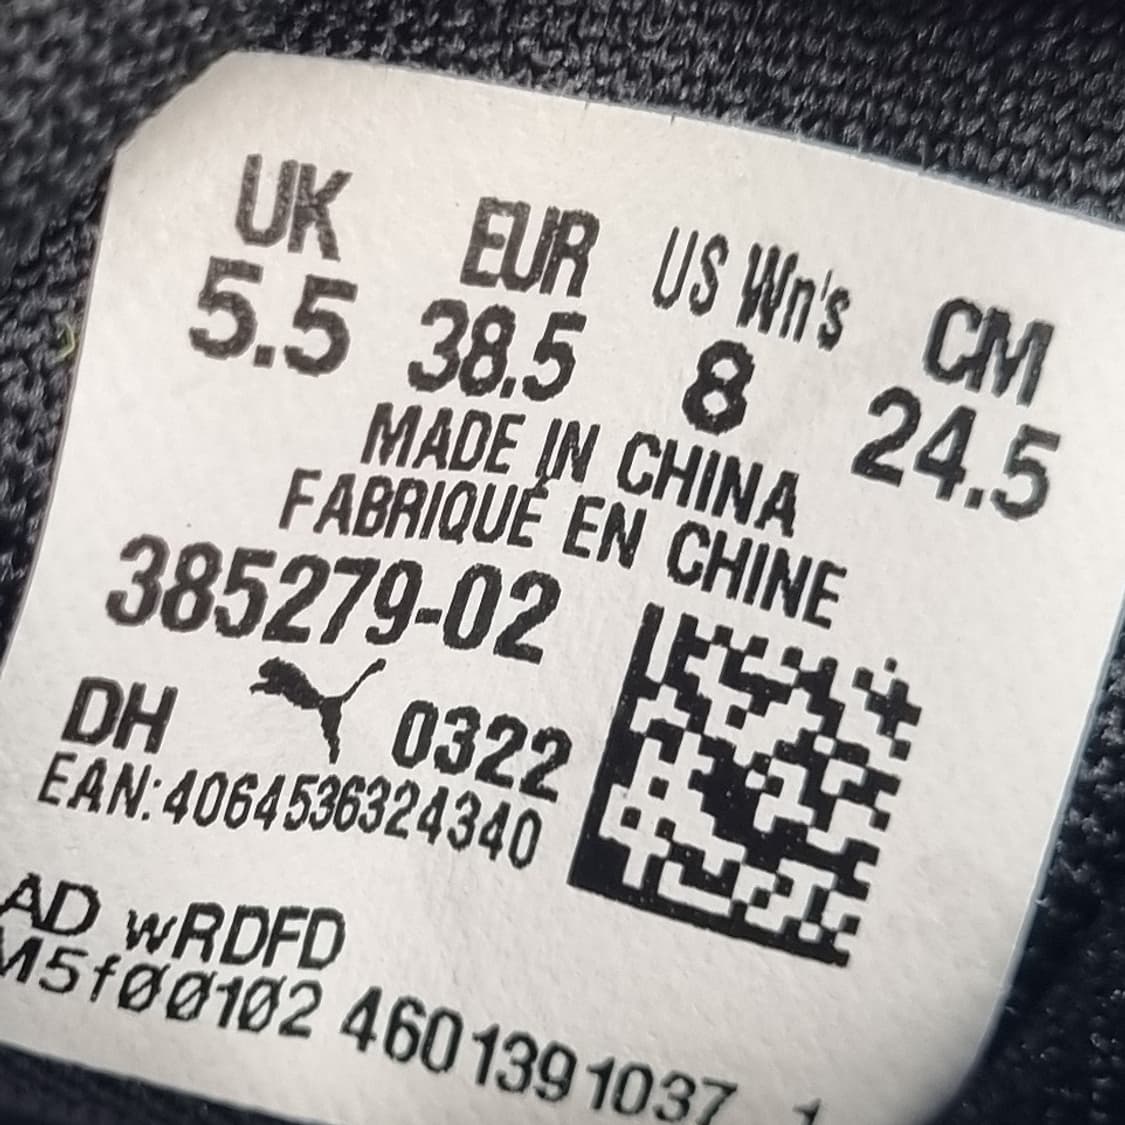 UK EUR US Wn's CM
5.5 38.5 8 24.5
MADE IN CHINA
FABRIQUÉ EN CHINE
385279-02
DH 0322
EAN:4064536324340
AD wRDFD
M5f00102 4601391037 1